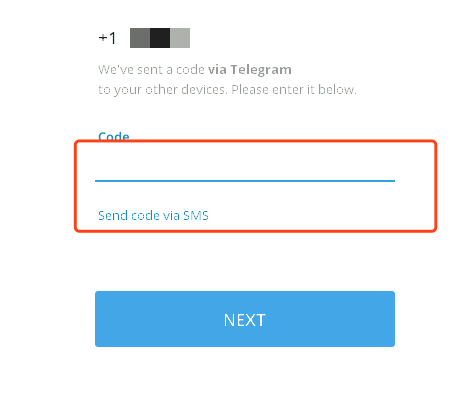 +1
We've sent a code via Telegram
to your other devices. Please enter it below.
Code
Send code via SMS
NEXT